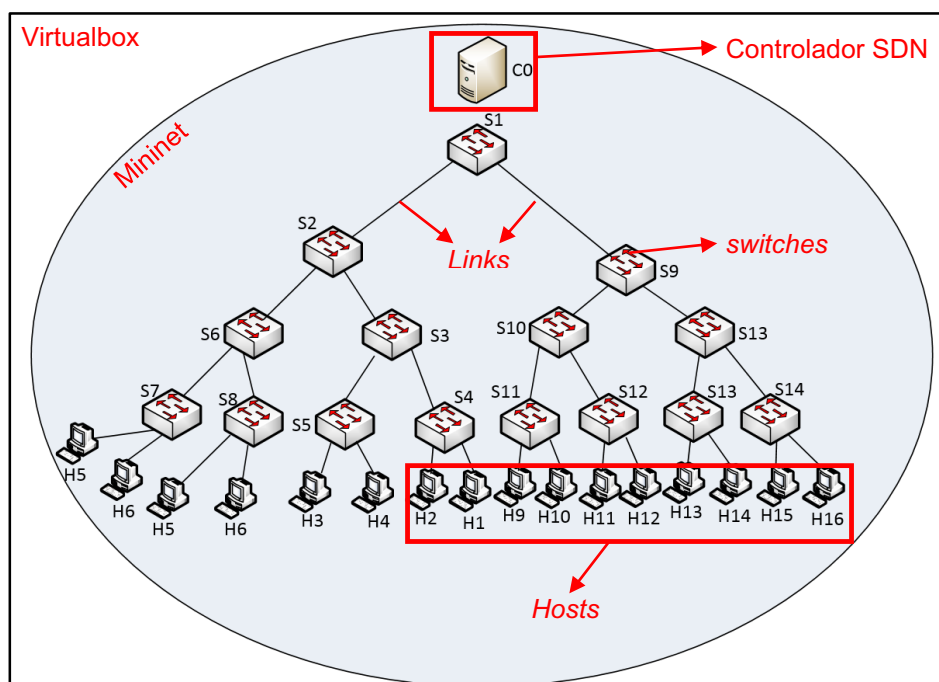 Virtualbox
Controlador SDN
C0
Mininet
S1
S2
Links
switches
S9
S6
S3
S10
S13
S7
S8
S5
S4
S11
S12
S13
S14
H5
H6
H5
H6
H3
H4
H2
H1
H9
H10
H11
H12
H13
H14
H15
H16
Hosts